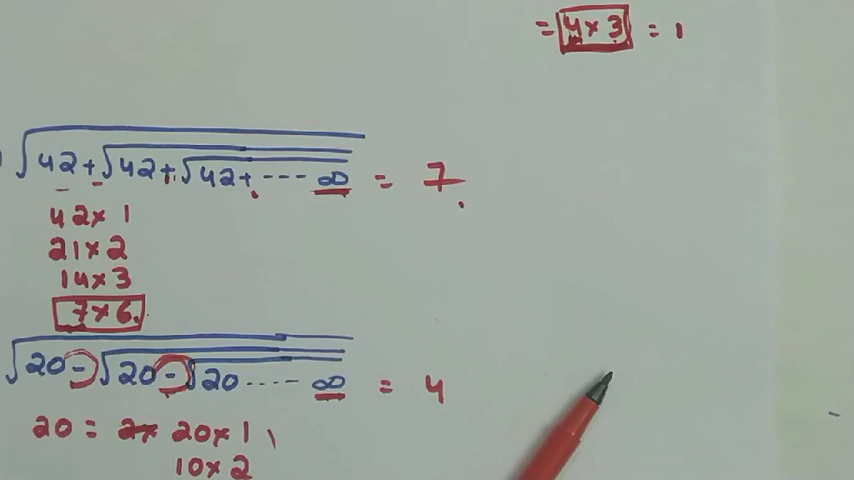 = 4×3 = 1
√42+√42+√42+ ---- ∞ = 7
42×1
21×2
14×3
7×6
√20-√20-√20 ----- ∞ = 4
20 = 20×1
10×2